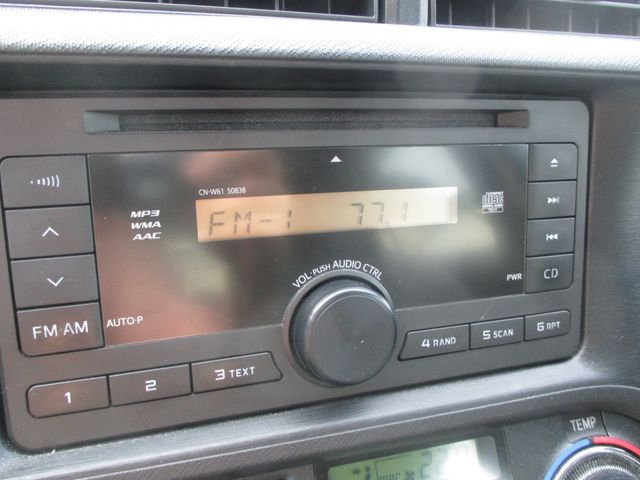 CN-W61 50838
MP3
WMA
AAC
FM-1 77.1
VOL•PUSH AUDIO CTRL
PWR
CD
FM•AM
AUTO•P
1
2
3 TEXT
4 RAND
5 SCAN
6 RPT
TEMP